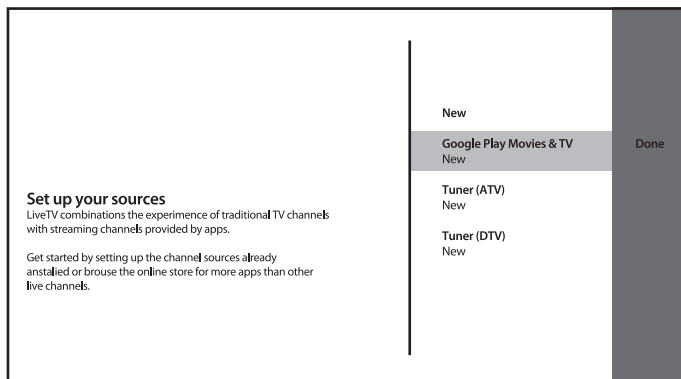 Set up your sources
LiveTV combinations the experimence of traditional TV channels
with streaming channels provided by apps.
Get started by setting up the channel sources already
anstalied or brouse the online store for more apps than other
live channels.
New
Google Play Movies & TV
New
Tuner (ATV)
New
Tuner (DTV)
New
Done